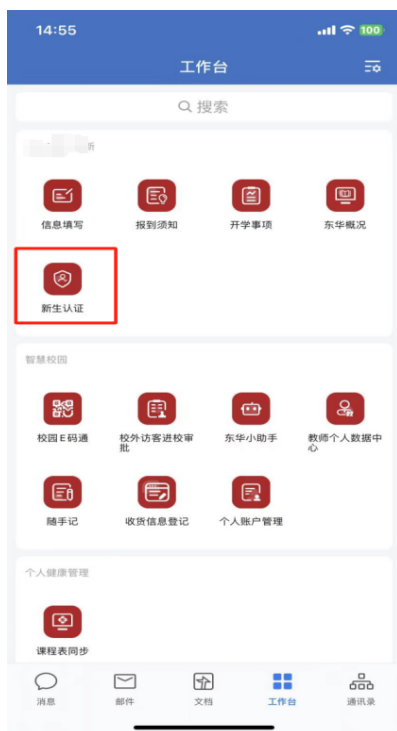 14:55
100
工作台
搜索
所
信息填写
报到须知
开学事项
东华概况
新生认证
智慧校园
校园E码通
校外访客进校审
批
东华小助手
教师个人数据中
心
随手记
收货信息登记
个人账户管理
个人健康管理
课程表同步
消息
邮件
文档
工作台
通讯录